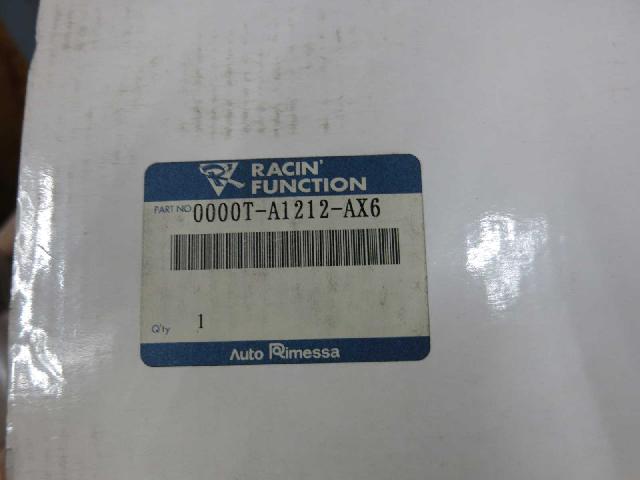 RACIN'
FUNCTION
PART NO. 0000T-A1212-AX6
Q'ty 1
Auto Rimessa